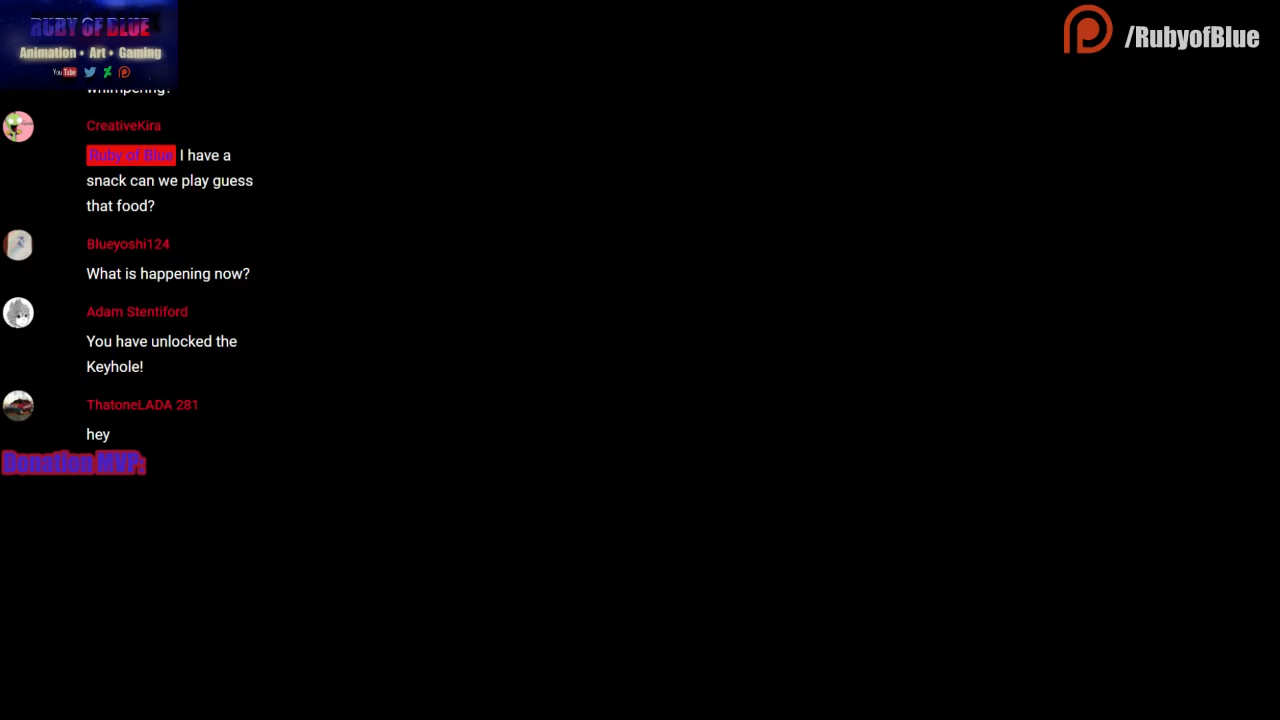 RUBY OF BLUE
Animation • Art • Gaming
YouTube
/RubyofBlue
whimpering?
CreativeKira
Ruby of Blue I have a
snack can we play guess
that food?
Blueyoshi124
What is happening now?
Adam Stentiford
You have unlocked the
Keyhole!
ThatoneLADA 281
hey
Donation MVP: